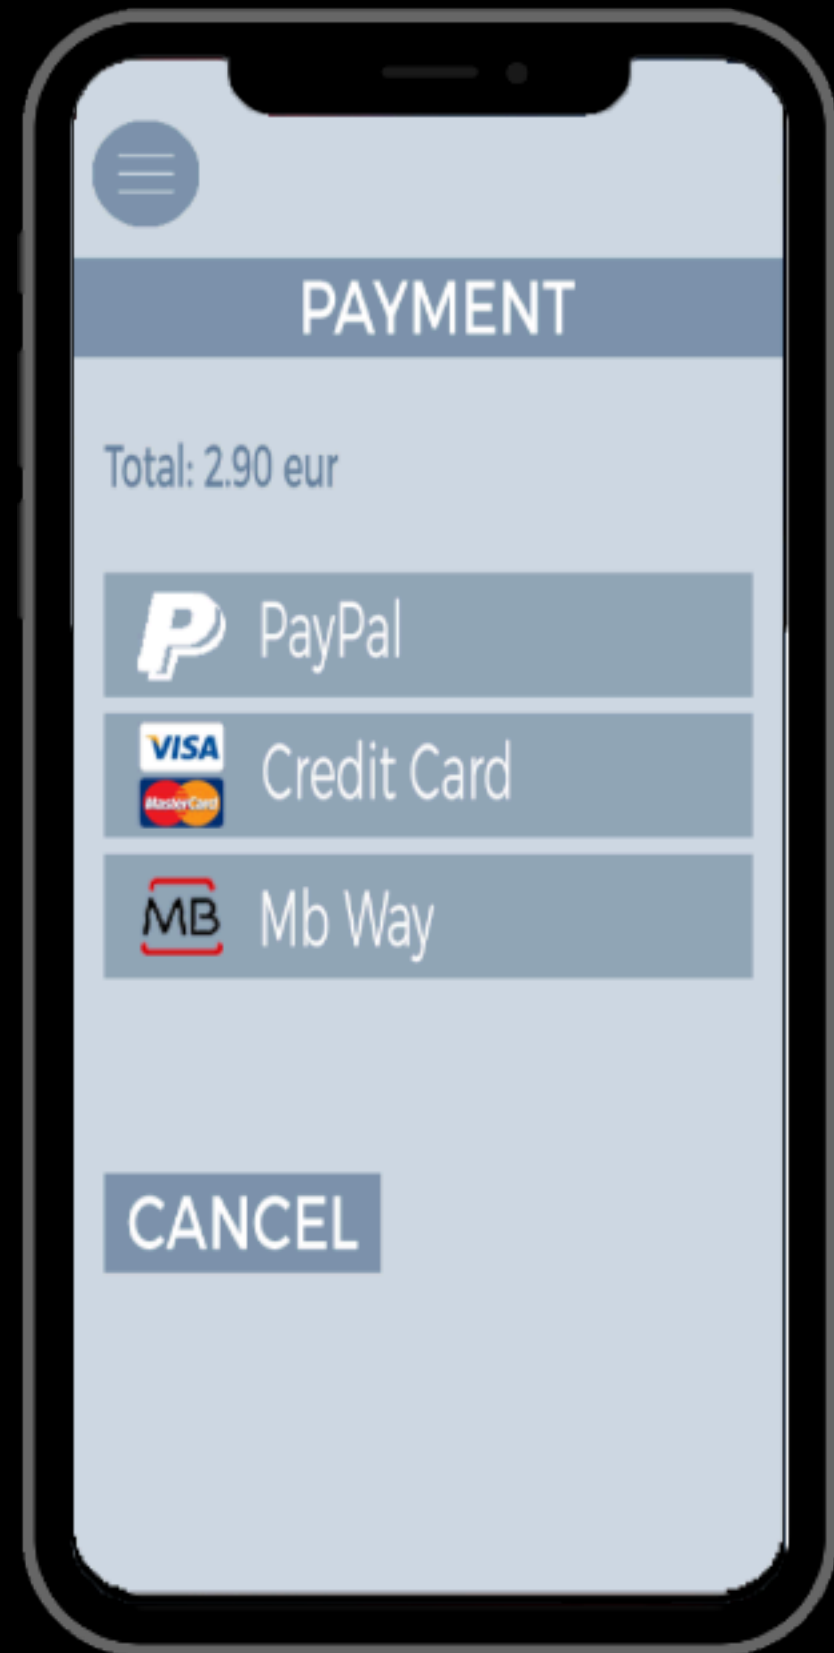 PAYMENT
Total: 2.90 eur
PayPal
VISA
MasterCard
Credit Card
MB
Mb Way
CANCEL